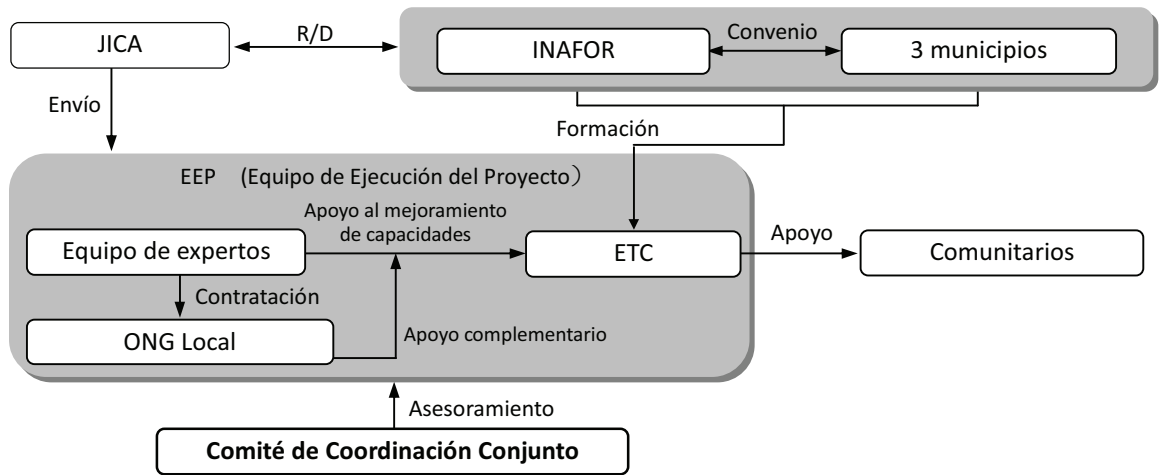 JICA
R/D
INAFOR
Convenio
3 municipios
Envío
Formación
EEP (Equipo de Ejecución del Proyecto）
Apoyo al mejoramiento
de capacidades
Equipo de expertos
ETC
Apoyo
Comunitarios
Contratación
ONG Local
Apoyo complementario
Asesoramiento
Comité de Coordinación Conjunto